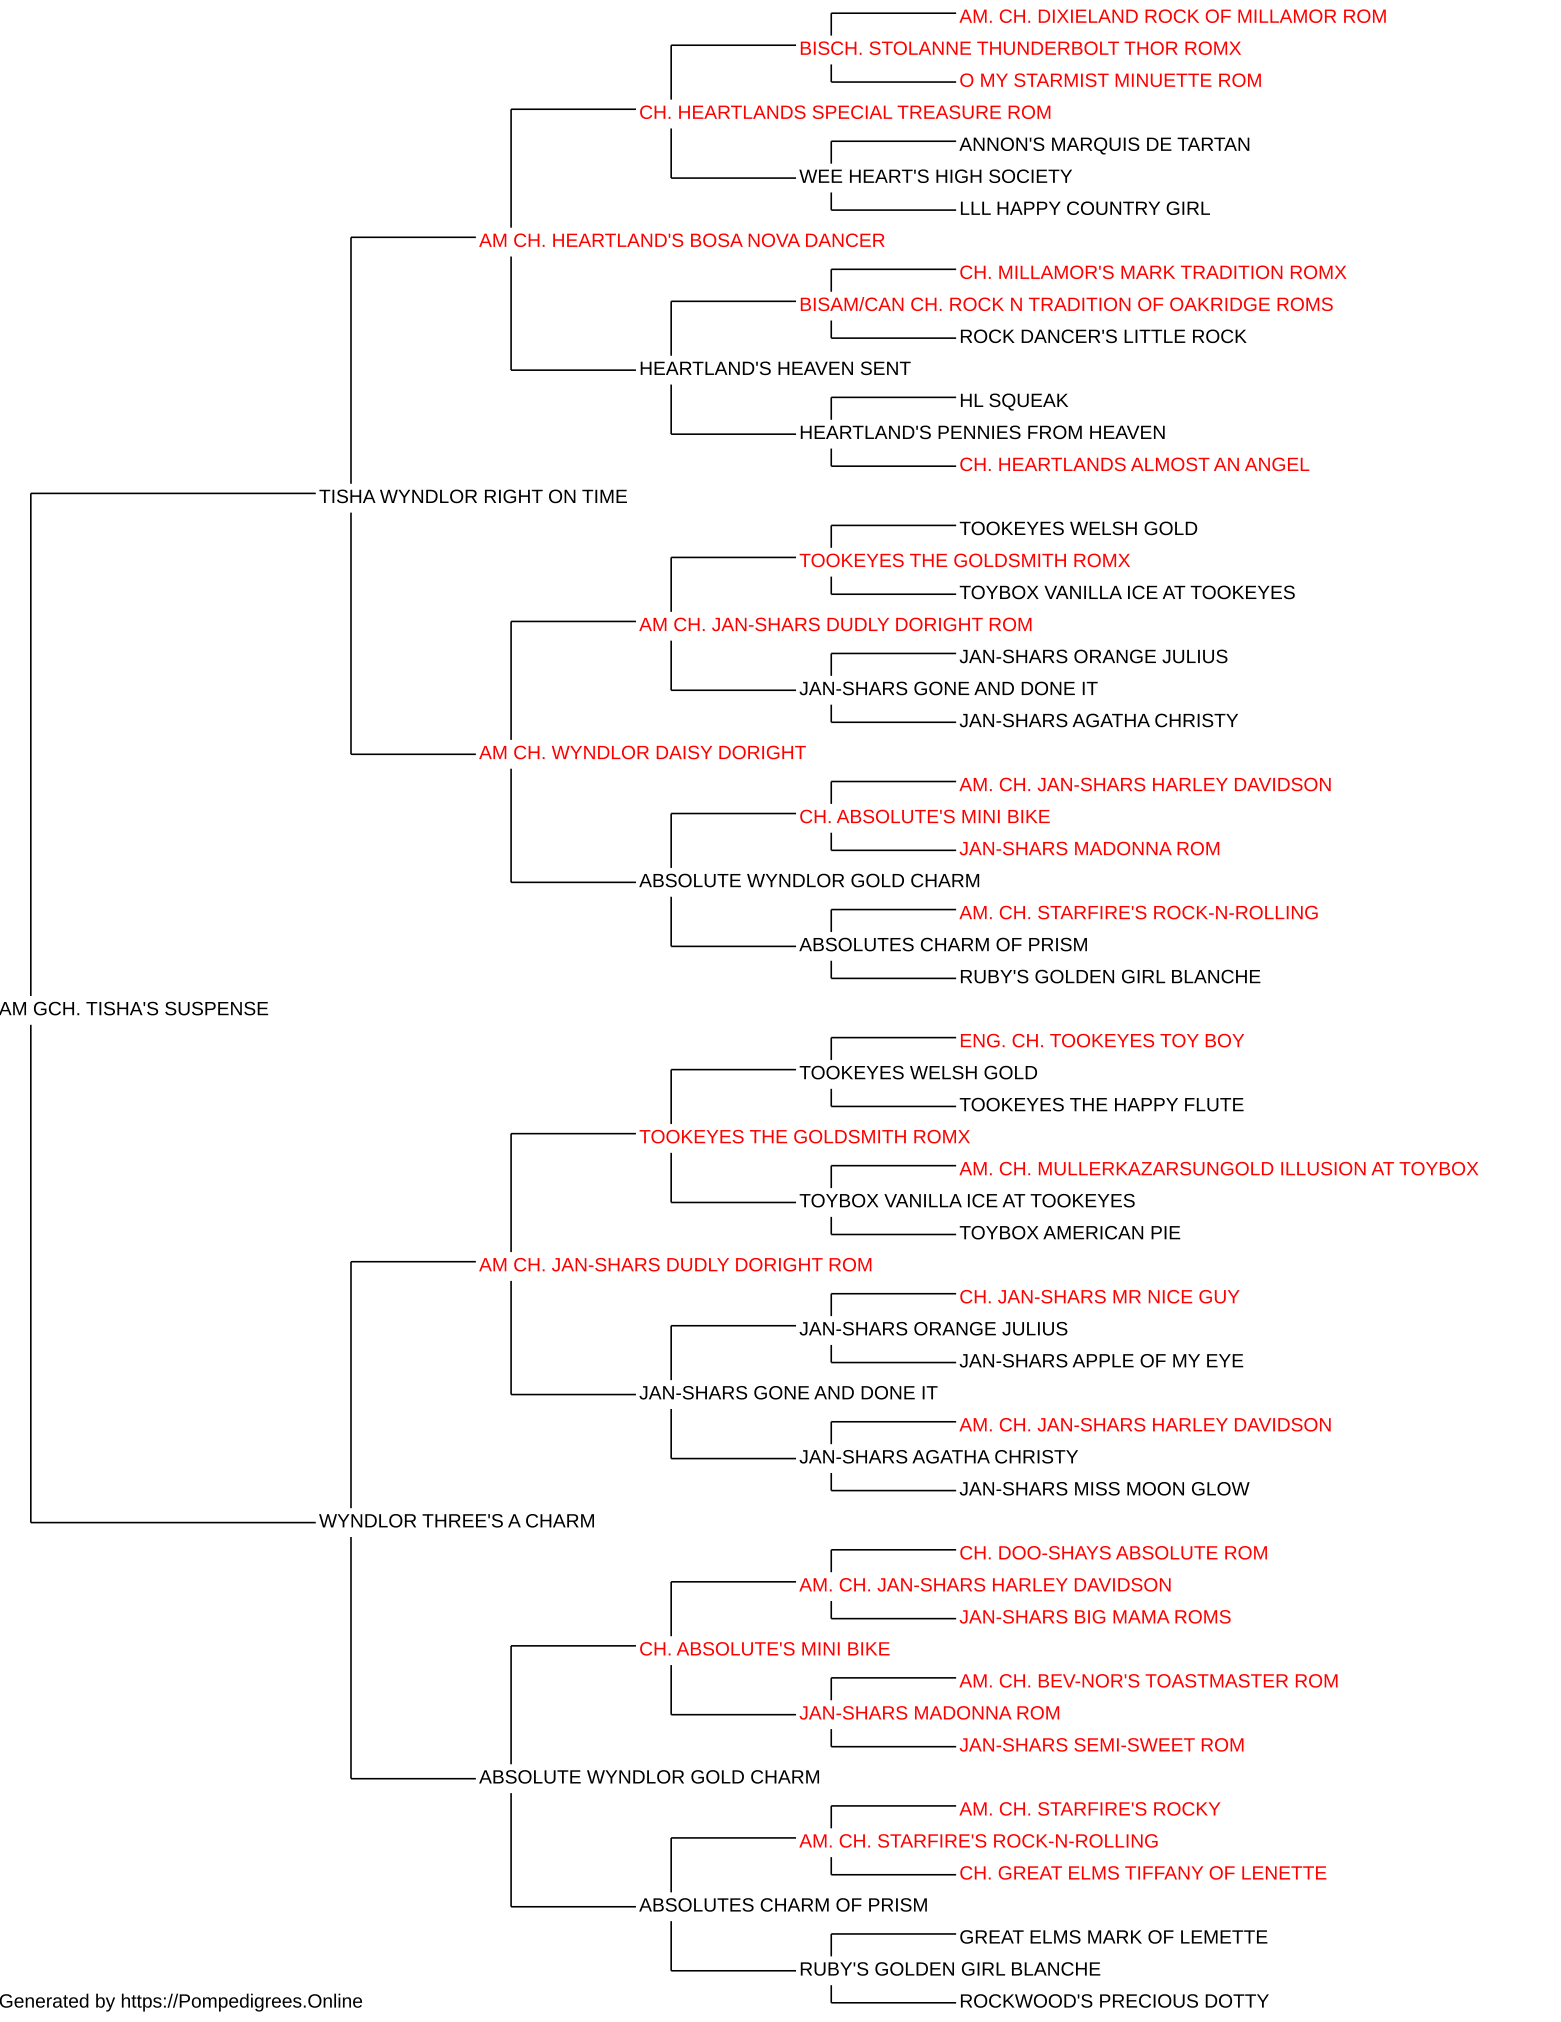 AM. CH. DIXIELAND ROCK OF MILLAMOR ROM
BISCH. STOLANNE THUNDERBOLT THOR ROMX
O MY STARMIST MINUETTE ROM
CH. HEARTLANDS SPECIAL TREASURE ROM
ANNON'S MARQUIS DE TARTAN
WEE HEART'S HIGH SOCIETY
LLL HAPPY COUNTRY GIRL
AM CH. HEARTLAND'S BOSA NOVA DANCER
CH. MILLAMOR'S MARK TRADITION ROMX
BISAM/CAN CH. ROCK N TRADITION OF OAKRIDGE ROMS
ROCK DANCER'S LITTLE ROCK
HEARTLAND'S HEAVEN SENT
HL SQUEAK
HEARTLAND'S PENNIES FROM HEAVEN
CH. HEARTLANDS ALMOST AN ANGEL
TISHA WYNDLOR RIGHT ON TIME
TOOKEYES WELSH GOLD
TOOKEYES THE GOLDSMITH ROMX
TOYBOX VANILLA ICE AT TOOKEYES
AM CH. JAN-SHARS DUDLY DORIGHT ROM
JAN-SHARS ORANGE JULIUS
JAN-SHARS GONE AND DONE IT
JAN-SHARS AGATHA CHRISTY
AM CH. WYNDLOR DAISY DORIGHT
AM. CH. JAN-SHARS HARLEY DAVIDSON
CH. ABSOLUTE'S MINI BIKE
JAN-SHARS MADONNA ROM
ABSOLUTE WYNDLOR GOLD CHARM
AM. CH. STARFIRE'S ROCK-N-ROLLING
ABSOLUTES CHARM OF PRISM
RUBY'S GOLDEN GIRL BLANCHE
AM GCH. TISHA'S SUSPENSE
ENG. CH. TOOKEYES TOY BOY
TOOKEYES WELSH GOLD
TOOKEYES THE HAPPY FLUTE
TOOKEYES THE GOLDSMITH ROMX
AM. CH. MULLERKAZARSUNGOLD ILLUSION AT TOYBOX
TOYBOX VANILLA ICE AT TOOKEYES
TOYBOX AMERICAN PIE
AM CH. JAN-SHARS DUDLY DORIGHT ROM
CH. JAN-SHARS MR NICE GUY
JAN-SHARS ORANGE JULIUS
JAN-SHARS APPLE OF MY EYE
JAN-SHARS GONE AND DONE IT
AM. CH. JAN-SHARS HARLEY DAVIDSON
JAN-SHARS AGATHA CHRISTY
JAN-SHARS MISS MOON GLOW
WYNDLOR THREE'S A CHARM
CH. DOO-SHAYS ABSOLUTE ROM
AM. CH. JAN-SHARS HARLEY DAVIDSON
JAN-SHARS BIG MAMA ROMS
CH. ABSOLUTE'S MINI BIKE
AM. CH. BEV-NOR'S TOASTMASTER ROM
JAN-SHARS MADONNA ROM
JAN-SHARS SEMI-SWEET ROM
ABSOLUTE WYNDLOR GOLD CHARM
AM. CH. STARFIRE'S ROCKY
AM. CH. STARFIRE'S ROCK-N-ROLLING
CH. GREAT ELMS TIFFANY OF LENETTE
ABSOLUTES CHARM OF PRISM
GREAT ELMS MARK OF LEMETTE
RUBY'S GOLDEN GIRL BLANCHE
ROCKWOOD'S PRECIOUS DOTTY
Generated by https://Pompedigrees.Online